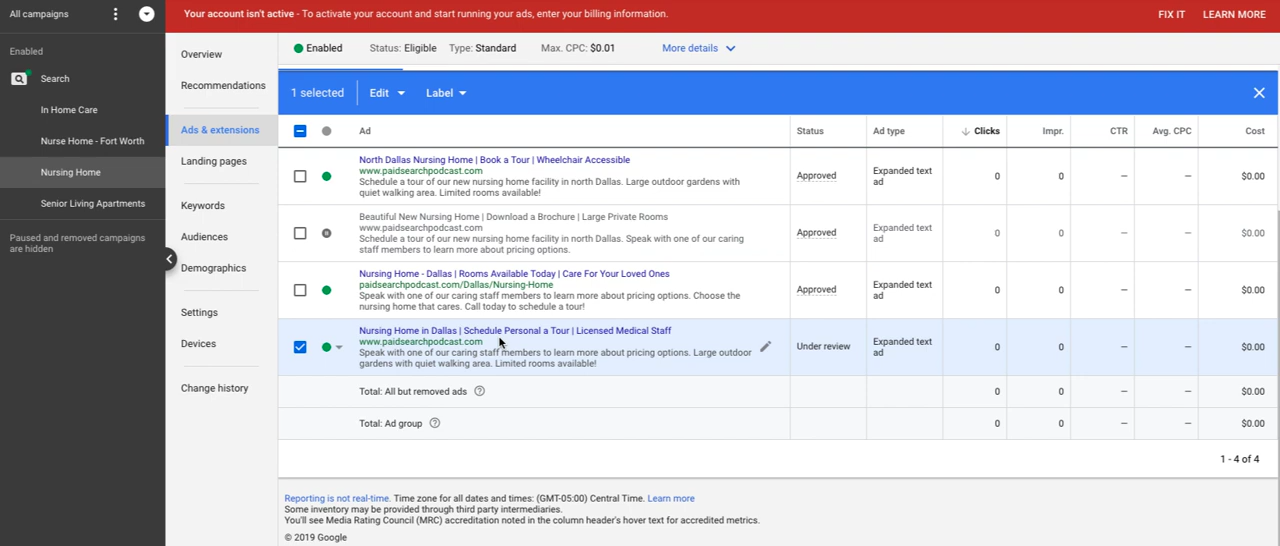 All campaigns
Your account isn't active - To activate your account and start running your ads, enter your billing information.
FIX IT
LEARN MORE
Enabled
Search
In Home Care
Nurse Home - Fort Worth
Nursing Home
Senior Living Apartments
Paused and removed campaigns
are hidden
Overview
Recommendations
Ads & extensions
Landing pages
Keywords
Audiences
Demographics
Settings
Devices
Change history
Enabled Status: Eligible Type: Standard Max. CPC: $0.01 More details
1 selected Edit Label
Ad Status Ad type Clicks Impr. CTR Avg. CPC Cost
North Dallas Nursing Home | Book a Tour | Wheelchair Accessible
www.paidsearchpodcast.com
Schedule a tour of our new nursing home facility in north Dallas. Large outdoor gardens with
quiet walking area. Limited rooms available!
Approved
Expanded text
ad
0 0 – – $0.00
Beautiful New Nursing Home | Download a Brochure | Large Private Rooms
www.paidsearchpodcast.com
Schedule a tour of our new nursing home facility in north Dallas. Speak with one of our caring
staff members to learn more about pricing options.
Approved
Expanded text
ad
0 0 – – $0.00
Nursing Home - Dallas | Rooms Available Today | Care For Your Loved Ones
paidsearchpodcast.com/Dallas/Nursing-Home
Speak with one of our caring staff members to learn more about pricing options. Choose the
nursing home that cares. Call today to schedule a tour!
Approved
Expanded text
ad
0 0 – – $0.00
Nursing Home in Dallas | Schedule Personal a Tour | Licensed Medical Staff
www.paidsearchpodcast.com
Speak with one of our caring staff members to learn more about pricing options. Large outdoor
gardens with quiet walking area. Limited rooms available!
Under review
Expanded text
ad
0 0 – – $0.00
Total: All but removed ads ? 0 0 – – $0.00
Total: Ad group ? 0 0 – – $0.00
1 - 4 of 4
Reporting is not real-time. Time zone for all dates and times: (GMT-05:00) Central Time. Learn more
Some inventory may be provided through third party intermediaries.
You'll see Media Rating Council (MRC) accreditation noted in the column header's hover text for accredited metrics.
© 2019 Google